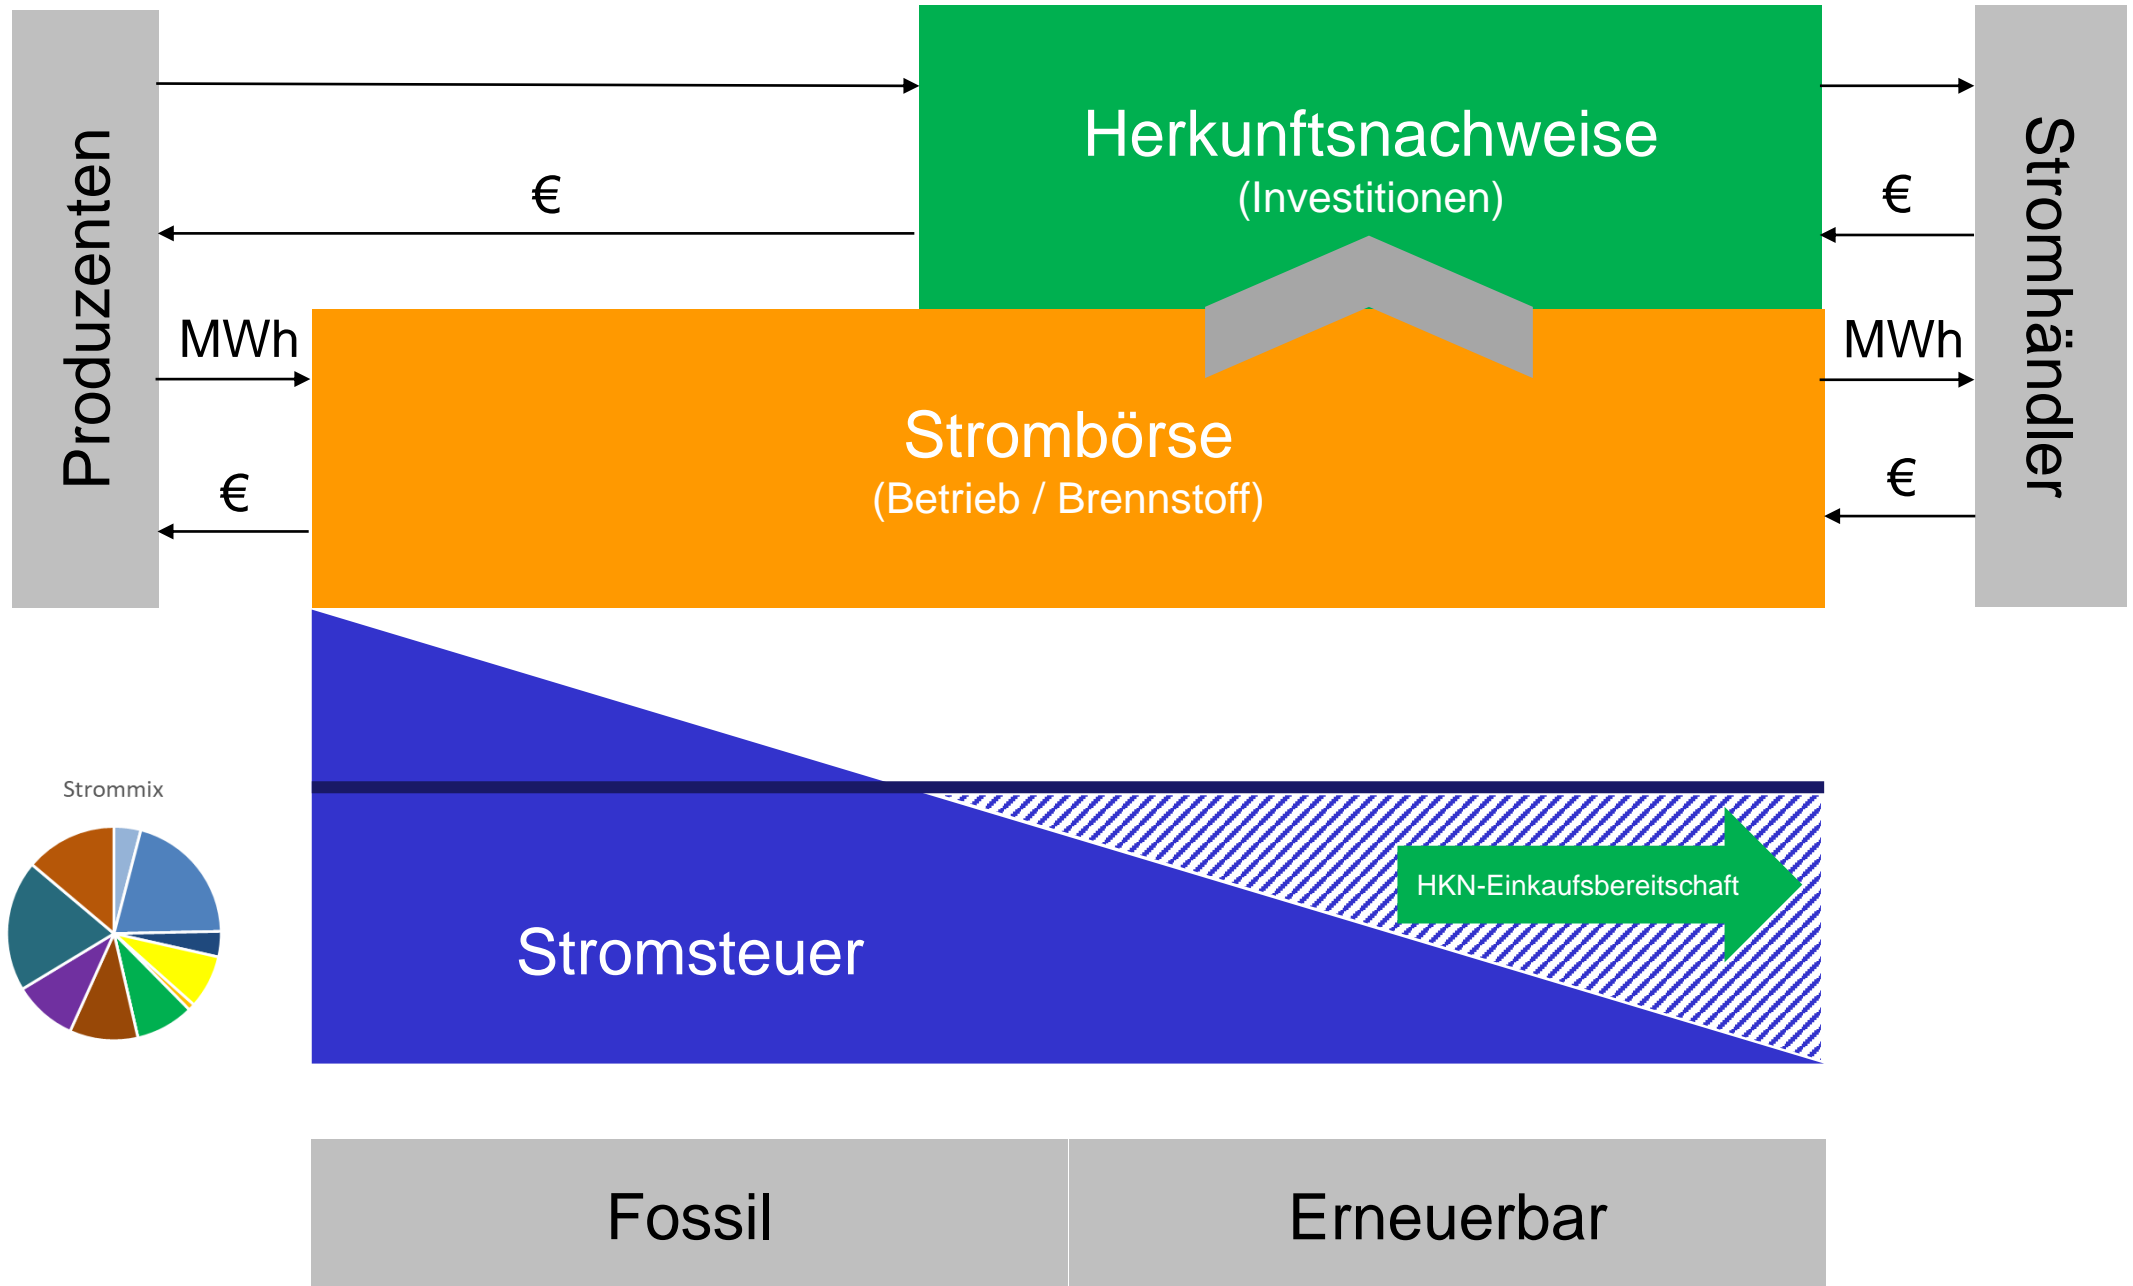 Produzenten
Herkunftsnachweise
(Investitionen)
Stromhändler
€
€
MWh
MWh
Strombörse
(Betrieb / Brennstoff)
€
€
Strommix
HKN-Einkaufsbereitschaft
Stromsteuer
Fossil
Erneuerbar